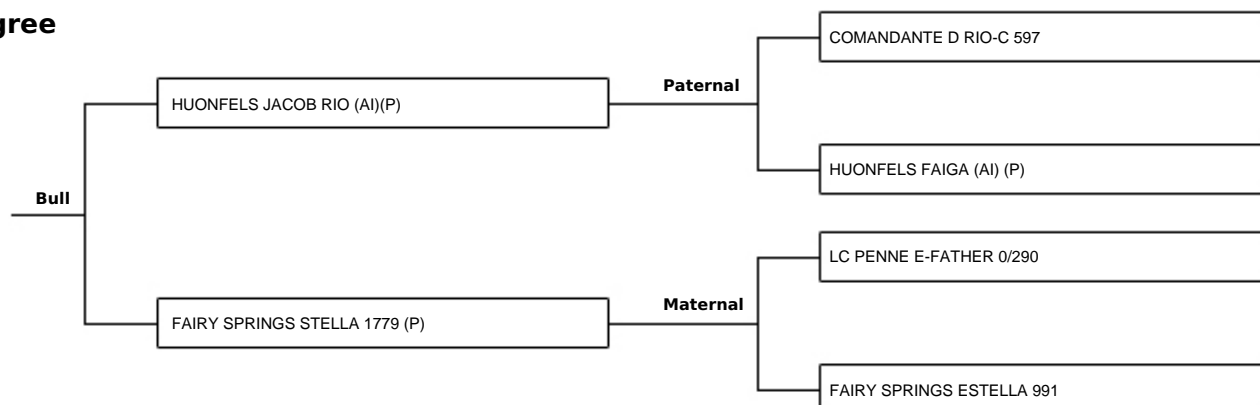 gree
COMANDANTE D RIO-C 597
HUONFELS JACOB RIO (AI)(P)
Paternal
HUONFELS FAIGA (AI) (P)
Bull
LC PENNE E-FATHER 0/290
FAIRY SPRINGS STELLA 1779 (P)
Maternal
FAIRY SPRINGS ESTELLA 991